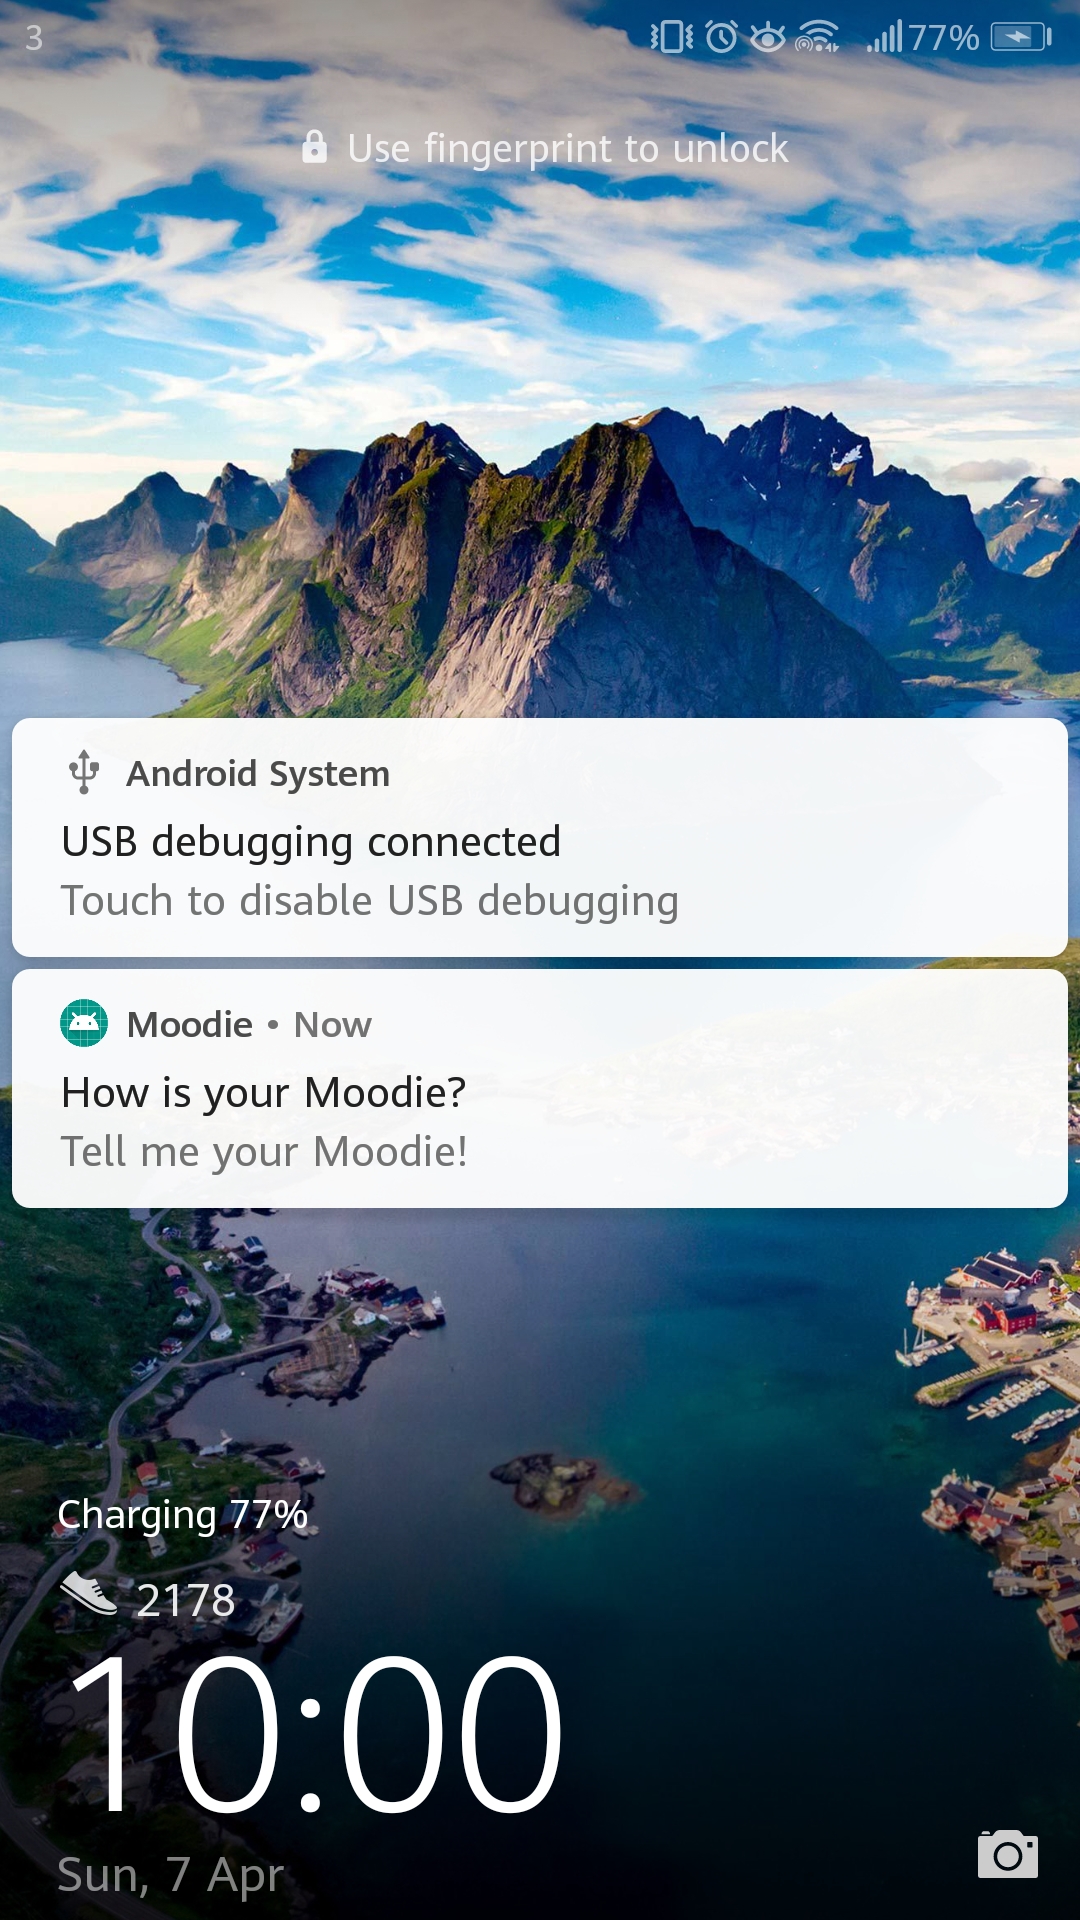 3 77%
Use fingerprint to unlock
Android System
USB debugging connected
Touch to disable USB debugging
Moodie • Now
How is your Moodie?
Tell me your Moodie!
Charging 77%
2178
10:00
Sun, 7 Apr